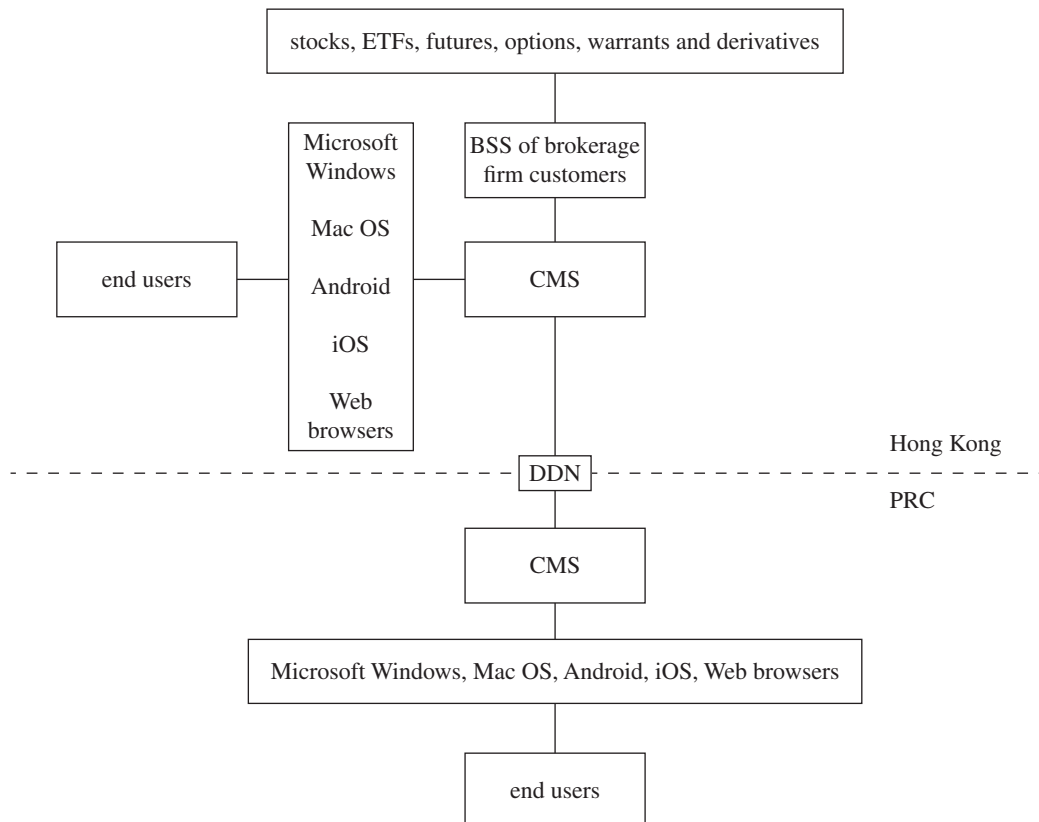 stocks, ETFs, futures, options, warrants and derivatives
BSS of brokerage
firm customers
Microsoft
Windows
Mac OS
Android
iOS
Web
browsers
end users
CMS
Hong Kong
DDN
PRC
CMS
Microsoft Windows, Mac OS, Android, iOS, Web browsers
end users